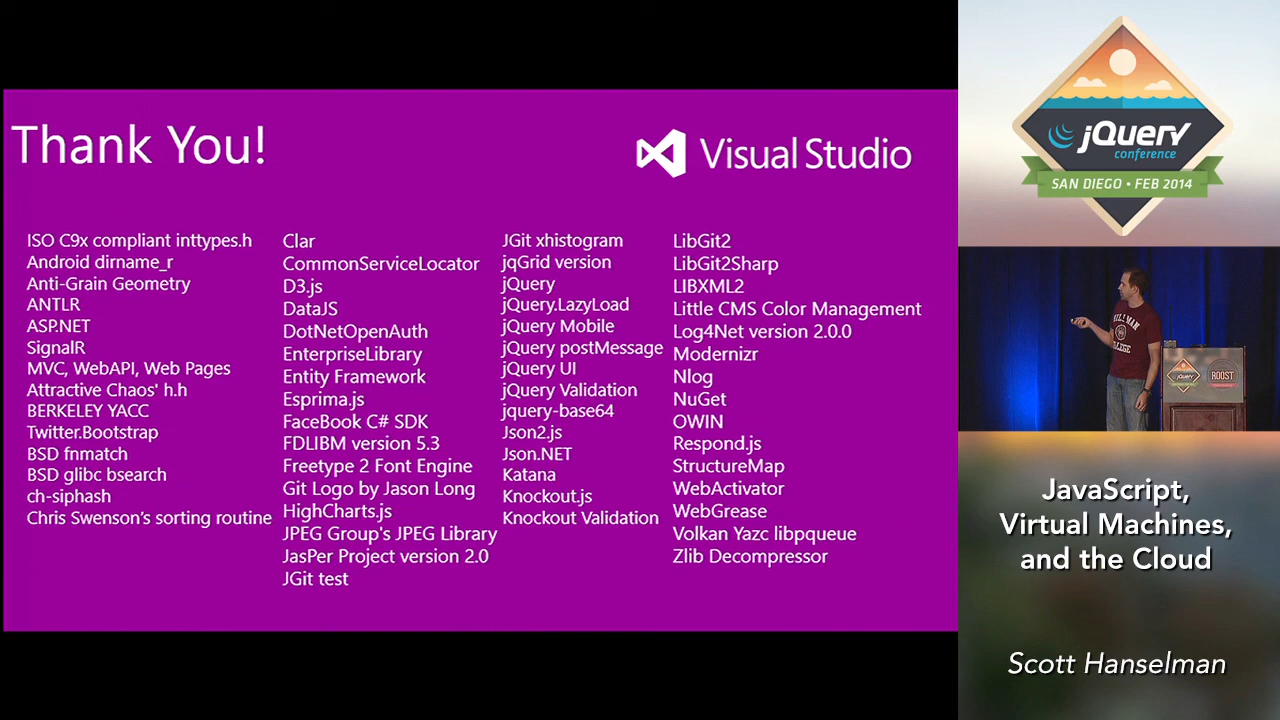 Thank You!
Visual Studio
ISO C9x compliant inttypes.h
Android dirname_r
Anti-Grain Geometry
ANTLR
ASP.NET
SignalR
MVC, WebAPI, Web Pages
Attractive Chaos' h.h
BERKELEY YACC
Twitter.Bootstrap
BSD fnmatch
BSD glibc bsearch
ch-siphash
Chris Swenson’s sorting routine
Clar
CommonServiceLocator
D3.js
DataJS
DotNetOpenAuth
EnterpriseLibrary
Entity Framework
Esprima.js
FaceBook C# SDK
FDLIBM version 5.3
Freetype 2 Font Engine
Git Logo by Jason Long
HighCharts.js
JPEG Group's JPEG Library
JasPer Project version 2.0
JGit test
JGit xhistogram
jqGrid version
jQuery
jQuery.LazyLoad
jQuery Mobile
jQuery postMessage
jQuery UI
jQuery Validation
jquery-base64
Json2.js
Json.NET
Katana
Knockout.js
Knockout Validation
LibGit2
LibGit2Sharp
LIBXML2
Little CMS Color Management
Log4Net version 2.0.0
Modernizr
Nlog
NuGet
OWIN
Respond.js
StructureMap
WebActivator
WebGrease
Volkan Yazc libpqueue
Zlib Decompressor
jQuery
conference
SAN DIEGO • FEB 2014
HILLMAN
COLLEGE
jQuery
ROOST
JavaScript,
Virtual Machines,
and the Cloud
Scott Hanselman